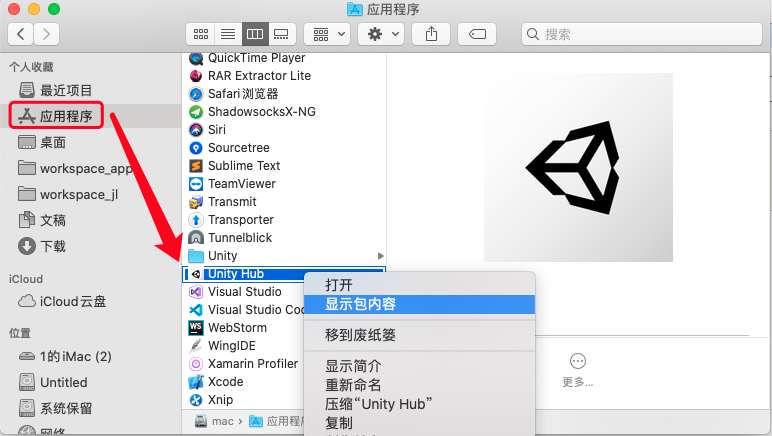 应用程序
搜索
个人收藏
最近项目
应用程序
桌面
workspace_app
workspace_jl
文稿
下载
iCloud
iCloud云盘
位置
1的iMac (2)
Untitled
系统保留
网络
QuickTime Player
RAR Extractor Lite
Safari浏览器
ShadowsocksX-NG
Siri
Sourcetree
Sublime Text
TeamViewer
Transmit
Transporter
Tunnelblick
Unity
Unity Hub
Visual Studio
Visual Studio Cod
WebStorm
WingIDE
Xamarin Profiler
Xcode
Xnip
打开
显示包内容
移到废纸篓
显示简介
重新命名
压缩“Unity Hub”
复制
更多...
mac › 应用程序